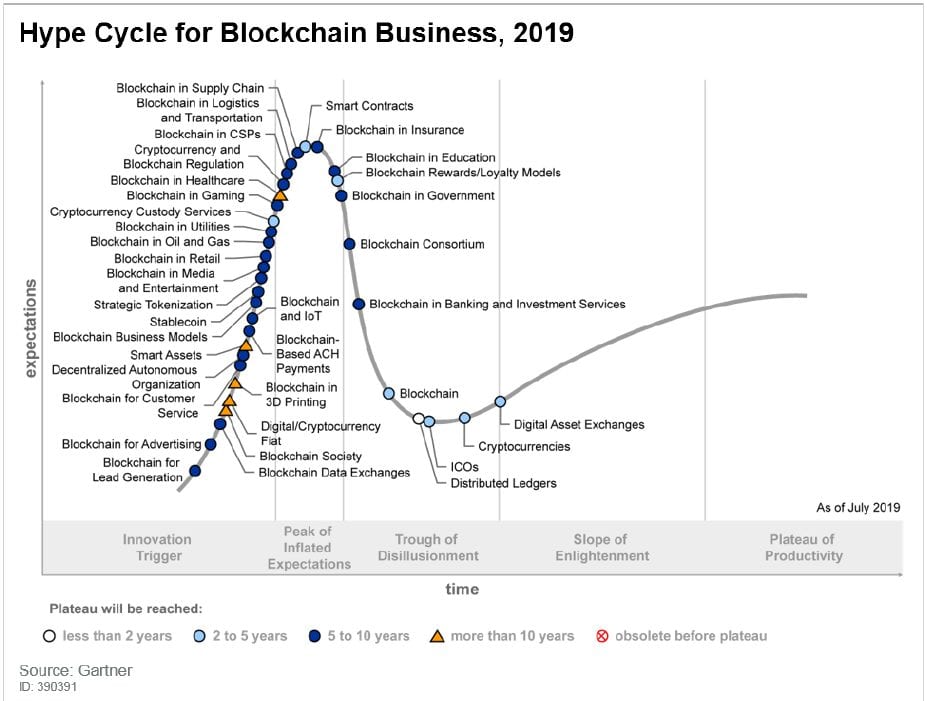 Hype Cycle for Blockchain Business, 2019
Blockchain in Supply Chain
Blockchain in Logistics
and Transportation
Blockchain in CSPs
Cryptocurrency and
Blockchain Regulation
Blockchain in Healthcare
Blockchain in Gaming
Cryptocurrency Custody Services
Blockchain in Utilities
Blockchain in Oil and Gas
Blockchain in Retail
Blockchain in Media
and Entertainment
Strategic Tokenization
Stablecoin
Blockchain Business Models
Smart Assets
Decentralized Autonomous
Organization
Blockchain for Customer
Service
Blockchain for Advertising
Blockchain for
Lead Generation
Smart Contracts
Blockchain in Insurance
Blockchain in Education
Blockchain Rewards/Loyalty Models
Blockchain in Government
Blockchain Consortium
Blockchain in Banking and Investment Services
Blockchain
and IoT
Blockchain-
Based ACH
Payments
Blockchain in
3D Printing
Digital/Cryptocurrency
Fiat
Blockchain Society
Blockchain Data Exchanges
Blockchain
Digital Asset Exchanges
Cryptocurrencies
ICOs
Distributed Ledgers
expectations
As of July 2019
Innovation
Trigger
Peak of
Inflated
Expectations
Trough of
Disillusionment
Slope of
Enlightenment
Plateau of
Productivity
time
Plateau will be reached:
less than 2 years
2 to 5 years
5 to 10 years
more than 10 years
obsolete before plateau
Source: Gartner
ID: 390391